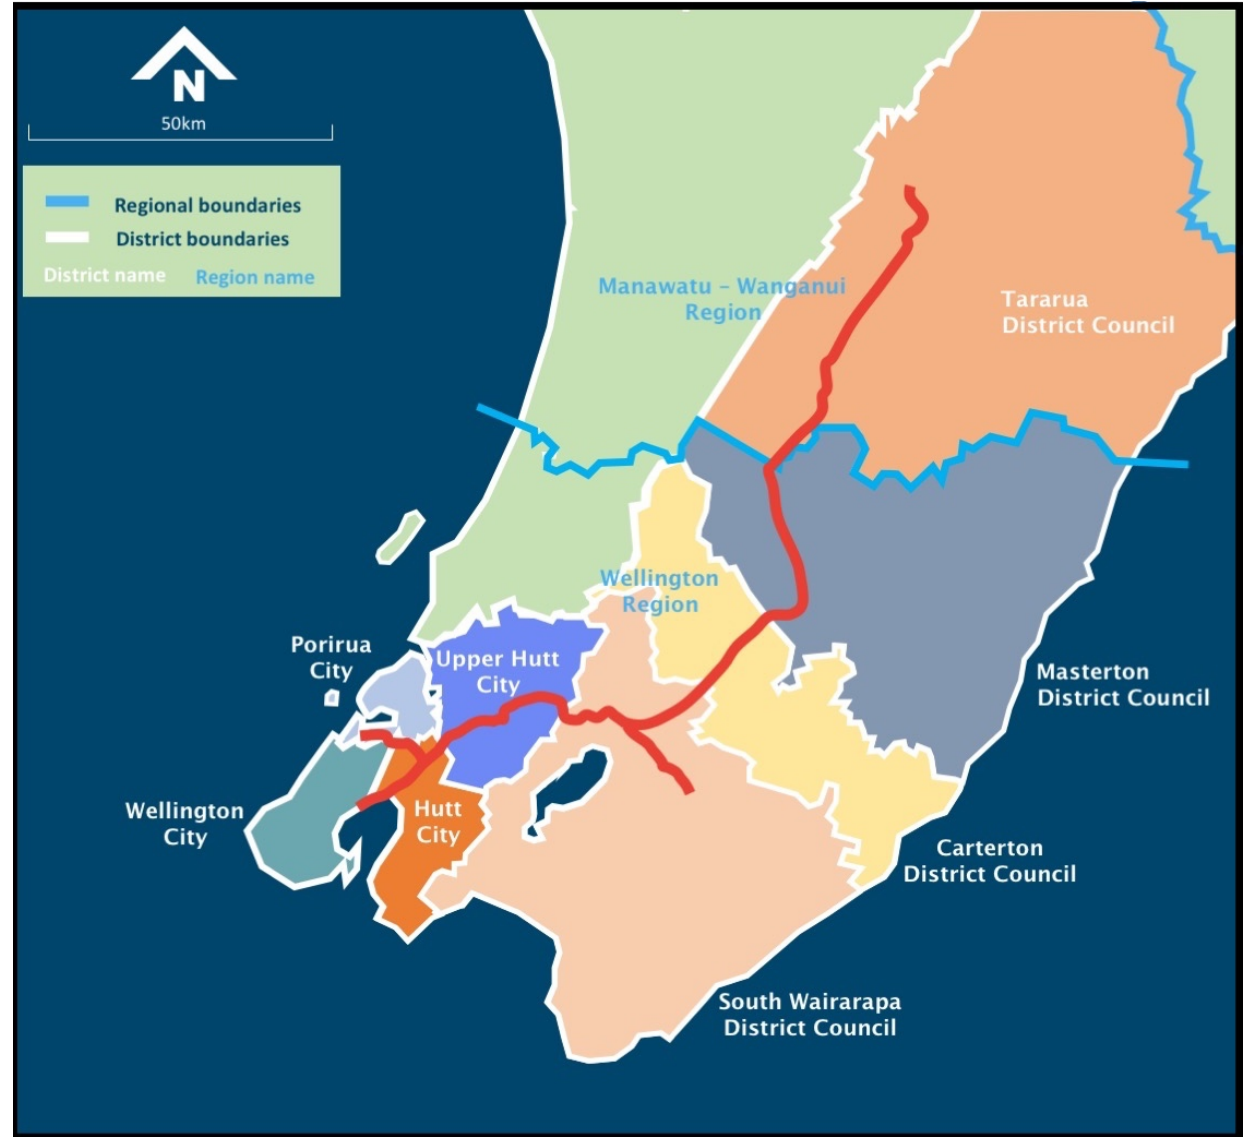 N
50km
Regional boundaries
District boundaries
District name Region name
Manawatu – Wanganui
Region
Tararua
District Council
Wellington
Region
Porirua
City
Upper Hutt
City
Masterton
District Council
Wellington
City
Hutt
City
Carterton
District Council
South Wairarapa
District Council